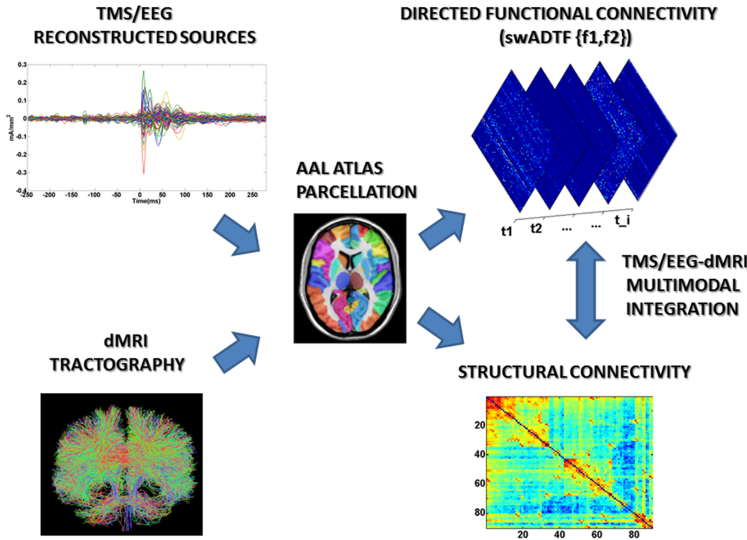 TMS/EEG
RECONSTRUCTED SOURCES
0.3
0.2
0.1
0
-0.1
-0.2
-0.3
-0.4
mA/mm²
-250 -200 -150 -100 -50 0 50 100 150 200 250
Time(ms)
DIRECTED FUNCTIONAL CONNECTIVITY
(swADTF {f1,f2})
t1 t2 ... ... t_i
AAL ATLAS
PARCELLATION
TMS/EEG-dMRI
MULTIMODAL
INTEGRATION
dMRI
TRACTOGRAPHY
STRUCTURAL CONNECTIVITY
20
40
60
80
20 40 60 80